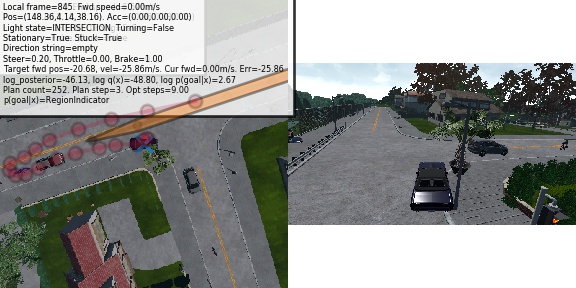 Local frame=845: Fwd speed=0.00m/s
Pos=(148.36,4.14,38.16). Acc=(0.00,0.00,0.00)
Light state=INTERSECTION, Turning=False
Stationary=True. Stuck=True
Direction string=empty
Steer=0.20, Throttle=0.00, Brake=1.00
Target fwd pos=-20.68, vel=-25.86m/s. Cur fwd=0.00m/s. Err=-25.86
log_posterior=-46.13, log q(x)=-48.80, log p(goal|x)=2.67
Plan count=252. Plan step=3. Opt steps=9.00
p(goal|x)=RegionIndicator